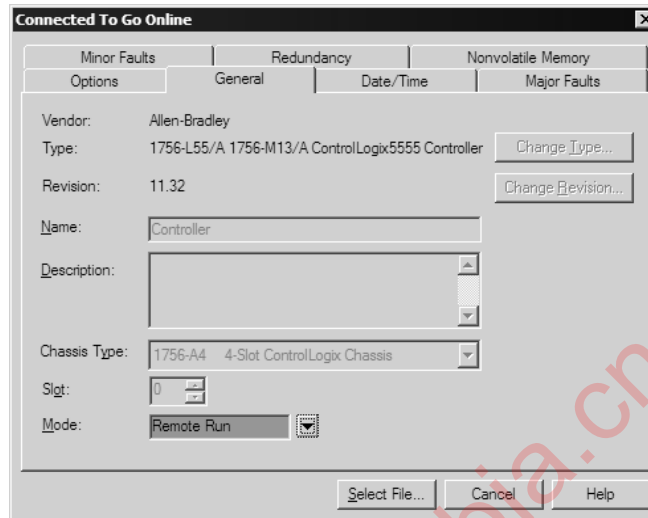 Connected To Go Online
Minor Faults Redundancy Nonvolatile Memory
Options General Date/Time Major Faults
Vendor: Allen-Bradley
Type: 1756-L55/A 1756-M13/A ControlLogix5555 Controller Change Type...
Revision: 11.32 Change Revision...
Name: Controller
Description:
Chassis Type: 1756-A4 4-Slot ControlLogix Chassis
Slot: 0
Mode: Remote Run
Select File... Cancel Help
bia.cn